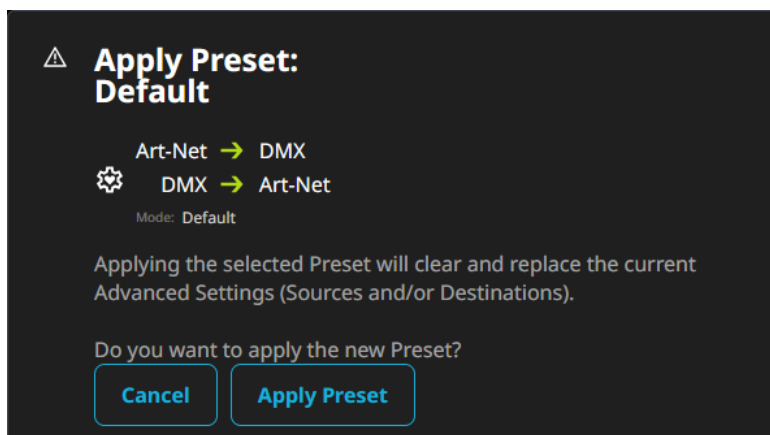 Apply Preset:
Default
Art-Net → DMX
DMX → Art-Net
Mode: Default
Applying the selected Preset will clear and replace the current
Advanced Settings (Sources and/or Destinations).
Do you want to apply the new Preset?
Cancel Apply Preset